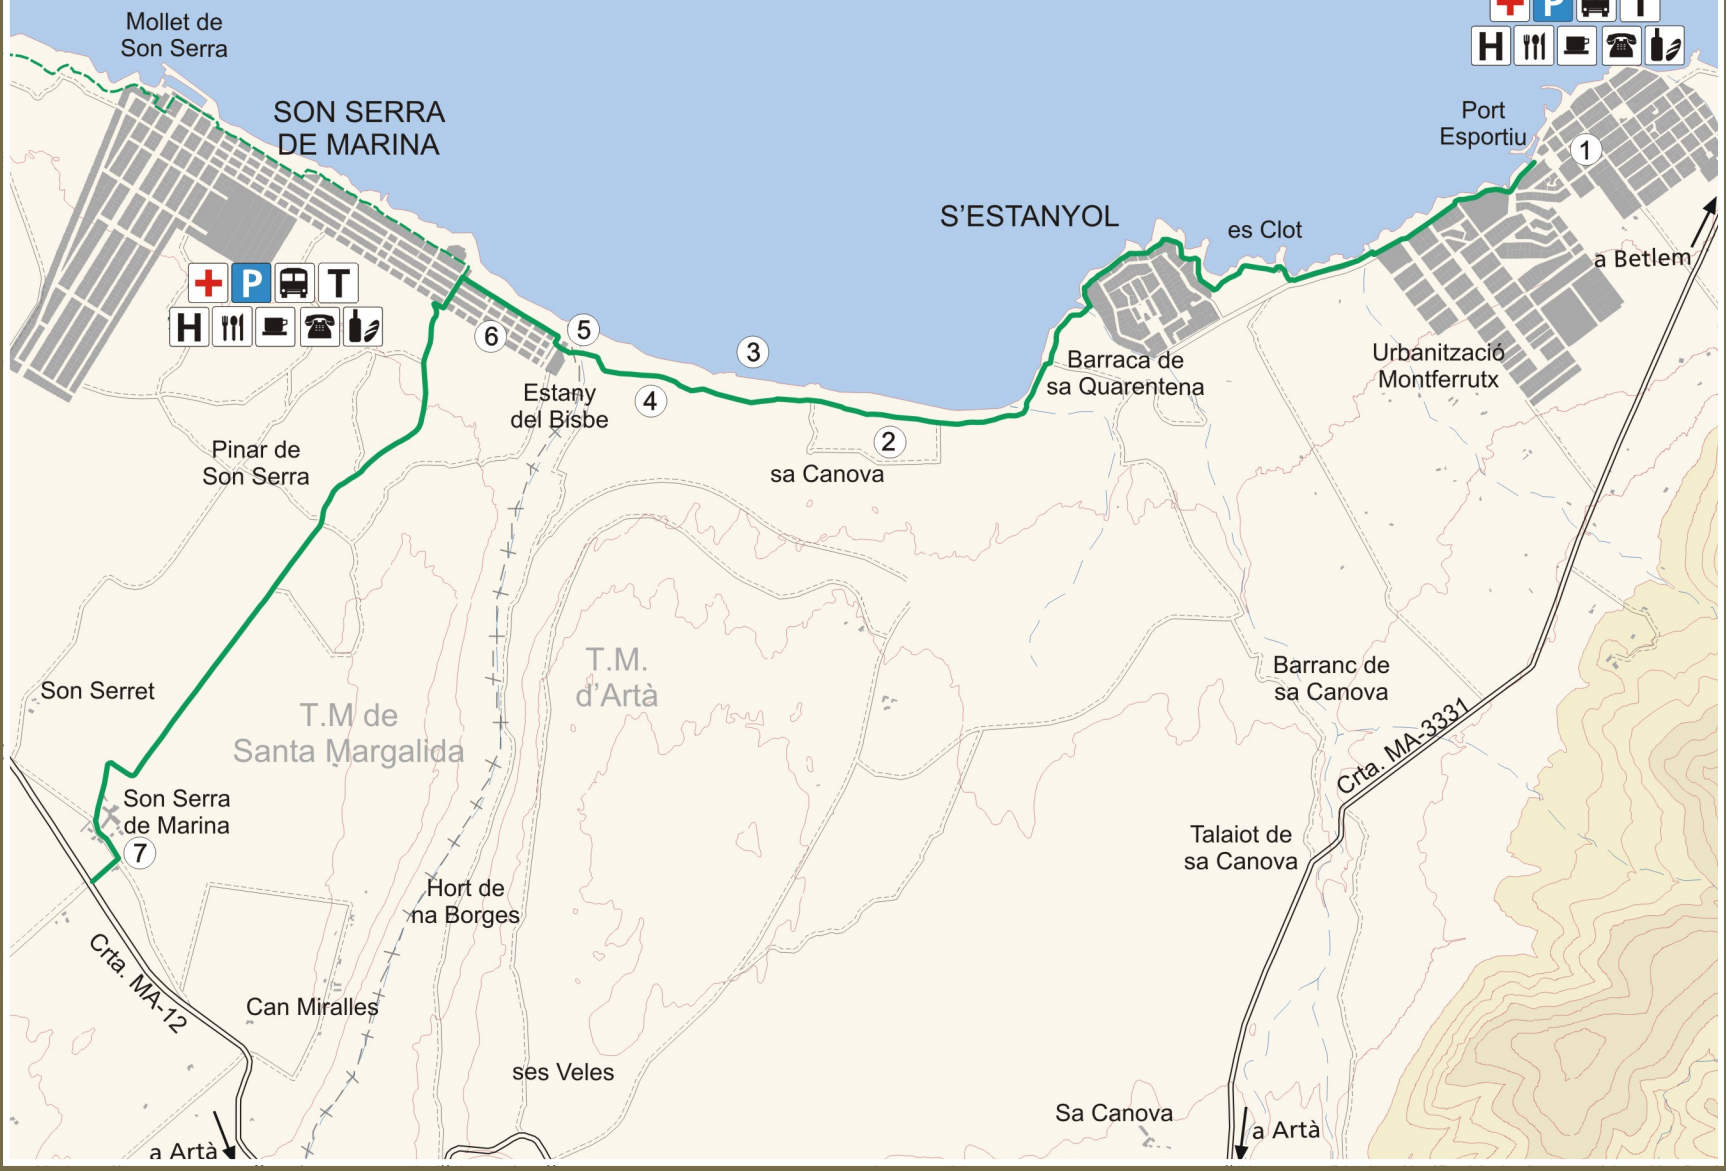 Mollet de
Son Serra
SON SERRA
DE MARINA
P
T
H
P
T
H
Port
Esportiu
1
S'ESTANYOL
es Clot
a Betlem
5
6
3
4
2
Estany
del Bisbe
Barraca de
sa Quarentena
Urbanització
Montferrutx
Pinar de
Son Serra
sa Canova
Son Serret
T.M de
Santa Margalida
T.M.
d'Artà
Barranc de
sa Canova
Crta. MA-3331
Son Serra
de Marina
7
Talaiot de
sa Canova
Hort de
na Borges
Crta. MA-12
Can Miralles
ses Veles
Sa Canova
a Artà
a Artà